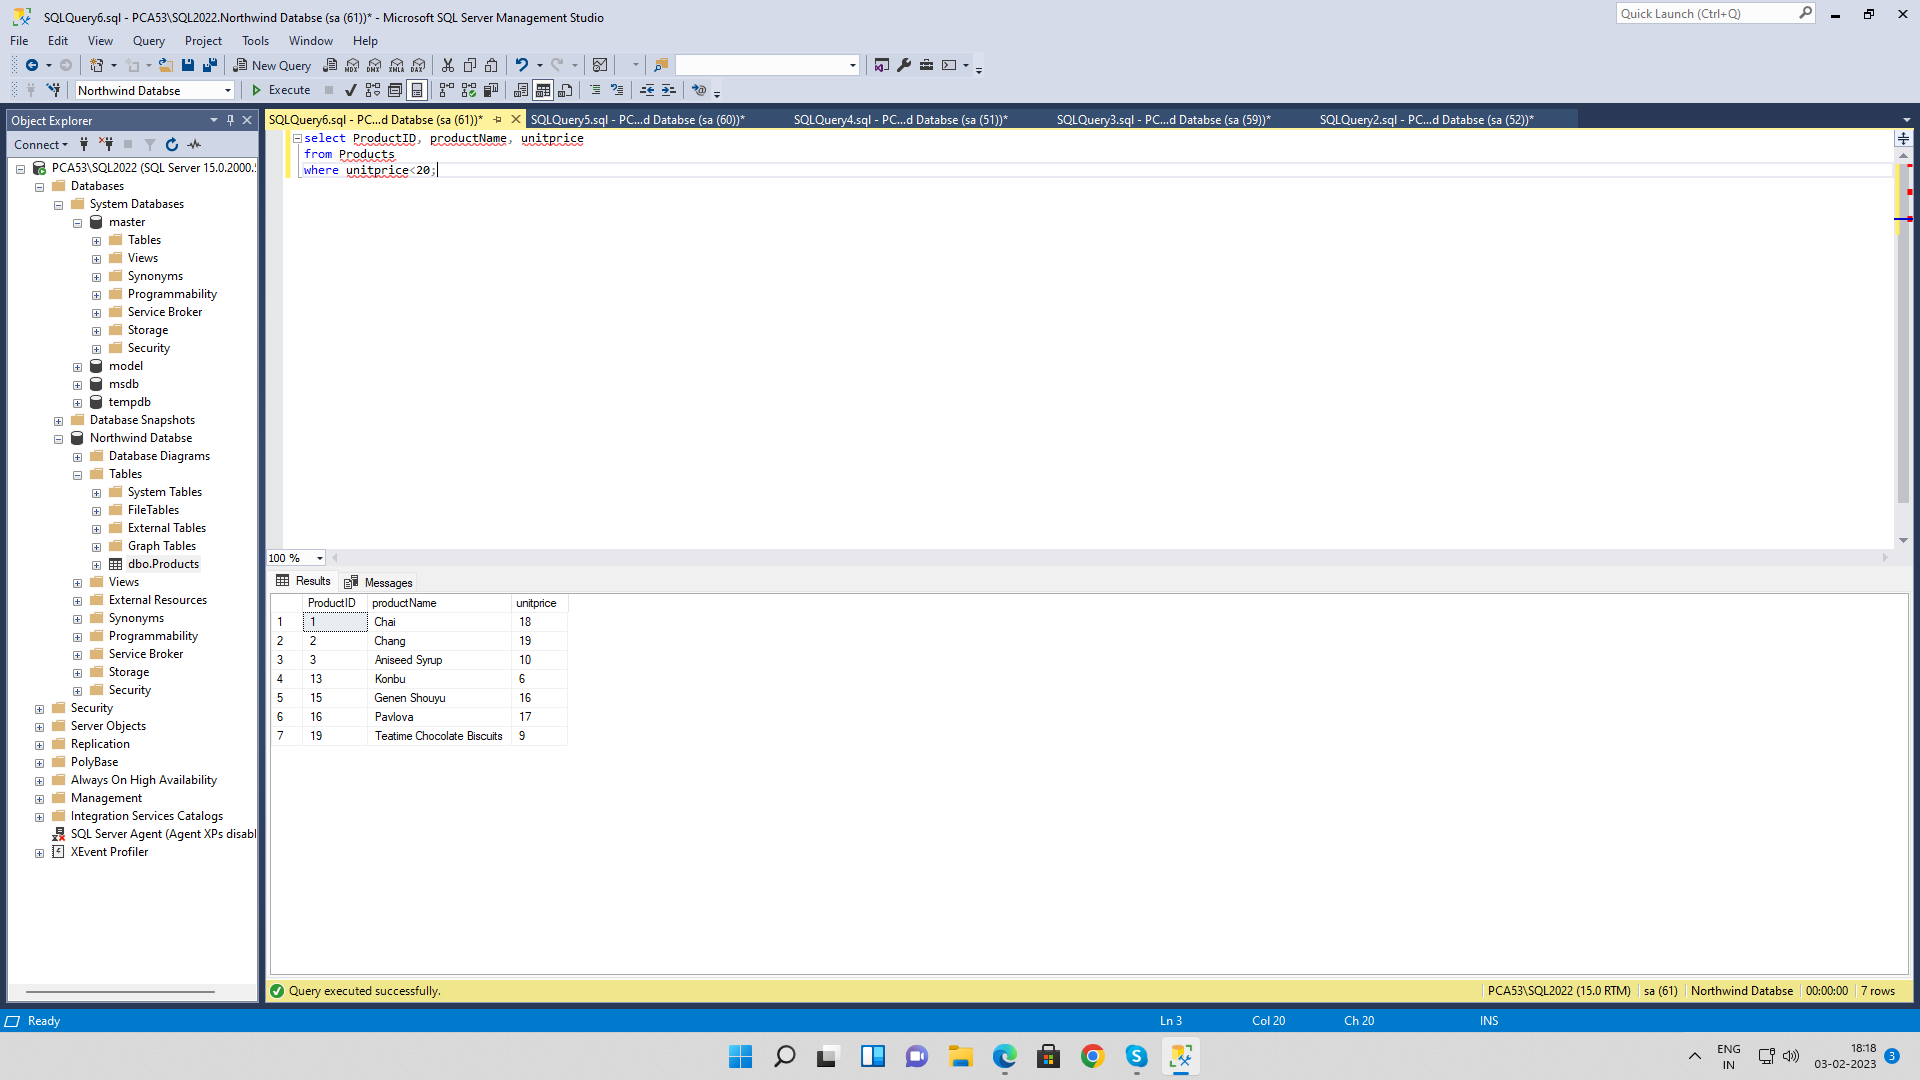 SQLQuery6.sql - PCA53\SQL2022.Northwind Databse (sa (61))* - Microsoft SQL Server Management Studio
Quick Launch (Ctrl+Q)
File Edit View Query Project Tools Window Help
New Query
MDX DMX XMLA DAX
Northwind Databse
Execute
Object Explorer
SQLQuery6.sql - PC...d Databse (sa (61))*
SQLQuery5.sql - PC...d Databse (sa (60))*
SQLQuery4.sql - PC...d Databse (sa (51))*
SQLQuery3.sql - PC...d Databse (sa (59))*
SQLQuery2.sql - PC...d Databse (sa (52))*
Connect
PCA53\SQL2022 (SQL Server 15.0.2000.
Databases
System Databases
master
Tables
Views
Synonyms
Programmability
Service Broker
Storage
Security
model
msdb
tempdb
Database Snapshots
Northwind Databse
Database Diagrams
Tables
System Tables
FileTables
External Tables
Graph Tables
dbo.Products
Views
External Resources
Synonyms
Programmability
Service Broker
Storage
Security
Security
Server Objects
Replication
PolyBase
Always On High Availability
Management
Integration Services Catalogs
SQL Server Agent (Agent XPs disabl
XEvent Profiler
select ProductID, productName, unitprice
from Products
where unitprice<20;
100 %
Results Messages
ProductID productName unitprice
1 1 Chai 18
2 2 Chang 19
3 3 Aniseed Syrup 10
4 13 Konbu 6
5 15 Genen Shouyu 16
6 16 Pavlova 17
7 19 Teatime Chocolate Biscuits 9
Query executed successfully.
PCA53\SQL2022 (15.0 RTM) sa (61) Northwind Databse 00:00:00 7 rows
Ready
Ln 3 Col 20 Ch 20 INS
ENG
IN
18:18
03-02-2023
3